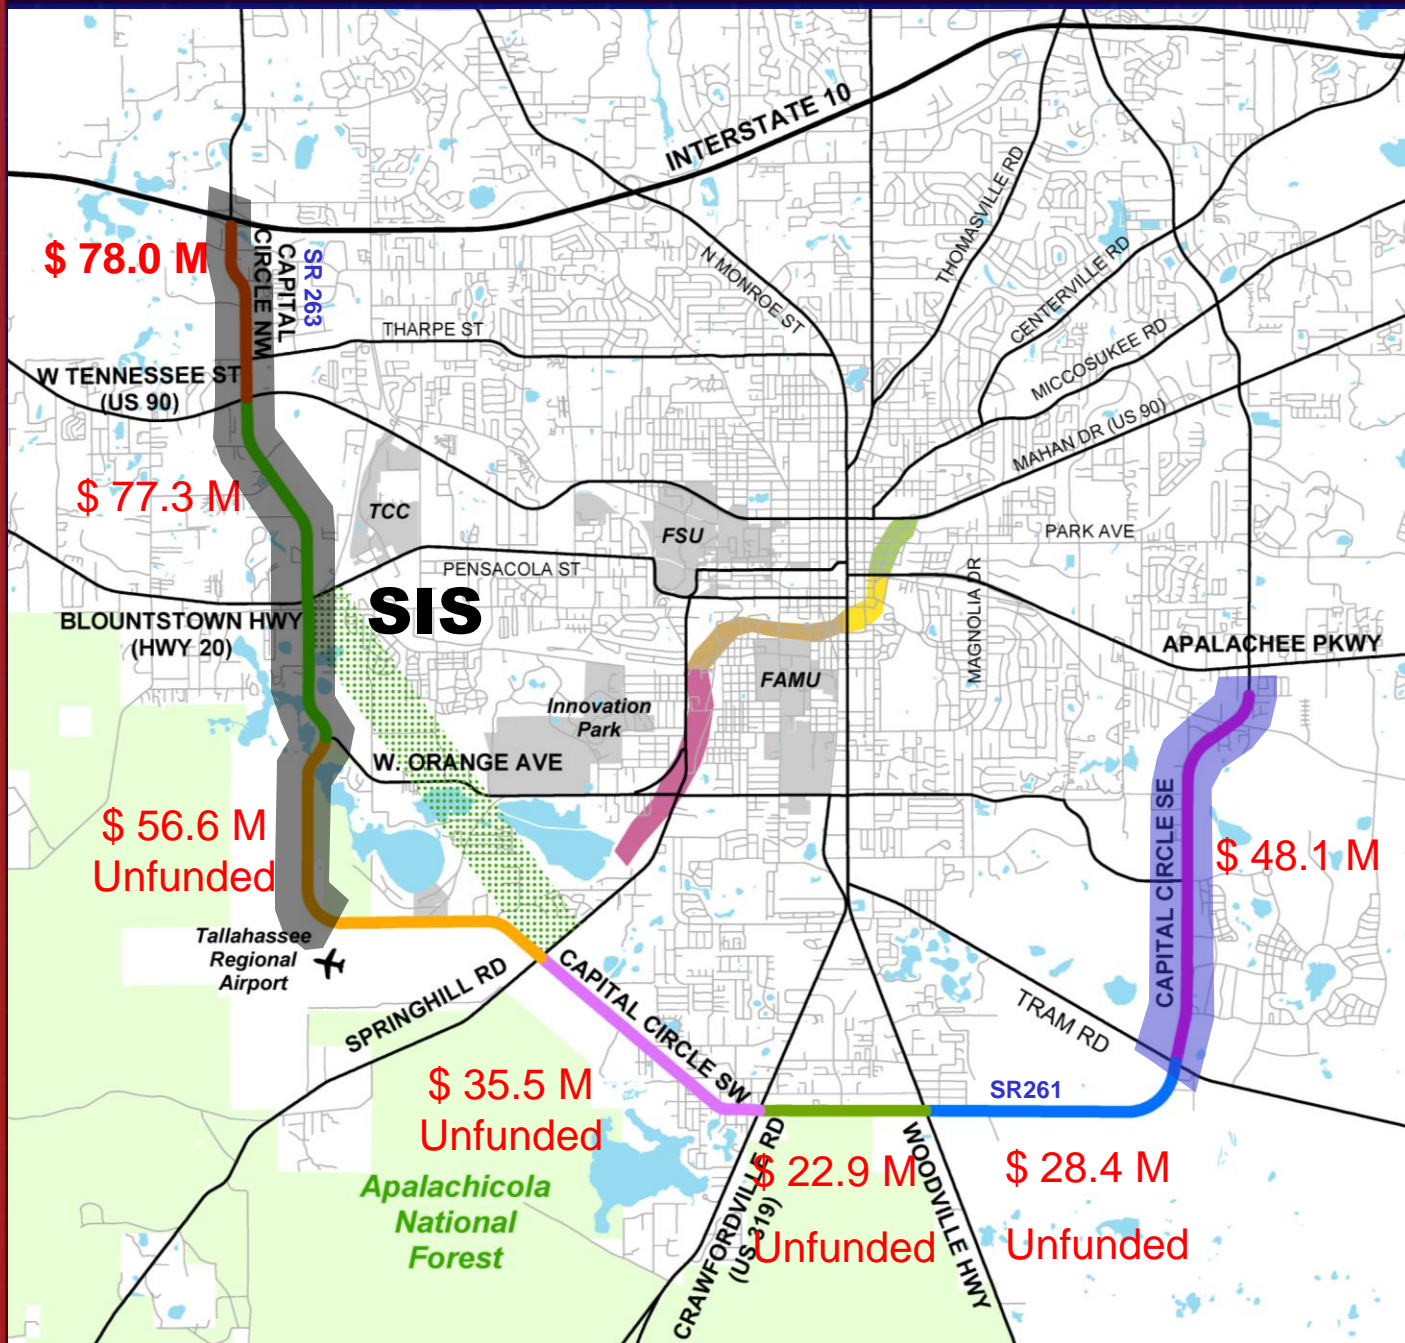 INTERSTATE 10
$ 78.0 M
CAPITAL
CIRCLE NW
SR 263
N MONROE ST
THOMASVILLE RD
CENTERVILLE RD
MICCOSUKEE RD
MAHAN DR (US 90)
THARPE ST
W TENNESSEE ST
(US 90)
$ 77.3 M
TCC
FSU
PARK AVE
PENSACOLA ST
SIS
MAGNOLIA DR
BLOUNTSTOWN HWY
(HWY 20)
APALACHEE PKWY
FAMU
Innovation
Park
W. ORANGE AVE
$ 56.6 M
Unfunded
CAPITAL CIRCLE SE
$ 48.1 M
Tallahassee
Regional
Airport
SPRINGHILL RD
CAPITAL CIRCLE SW
TRAM RD
$ 35.5 M
Unfunded
SR261
CRAWFORDVILLE RD
(US 319)
$ 22.9 M
Unfunded
WOODVILLE HWY
$ 28.4 M
Unfunded
Apalachicola
National
Forest